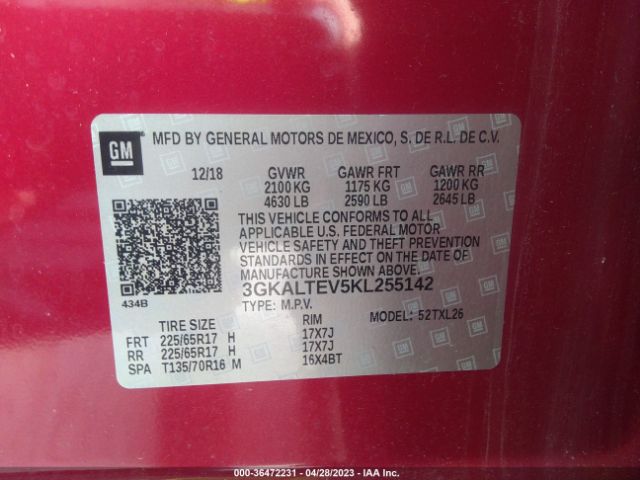 GM
MFD BY GENERAL MOTORS DE MEXICO, S. DE R.L. DE C.V.
12/18 GVWR GAWR FRT GAWR RR
2100 KG 1175 KG 1200 KG
4630 LB 2590 LB 2645 LB
THIS VEHICLE CONFORMS TO ALL
APPLICABLE U.S. FEDERAL MOTOR
VEHICLE SAFETY AND THEFT PREVENTION
STANDARDS IN EFFECT ON THE DATE OF
MANUFACTURE SHOWN ABOVE.
3GKALTEV5KL255142
434B
TYPE: M.P.V. 52TXL26
TIRE SIZE RIM
FRT 225/65R17 H 17X7J
RR 225/65R17 H 17X7J
SPA T135/70R16 M 16X4BT
000-36472231 - 04/28/2023 - IAA Inc.